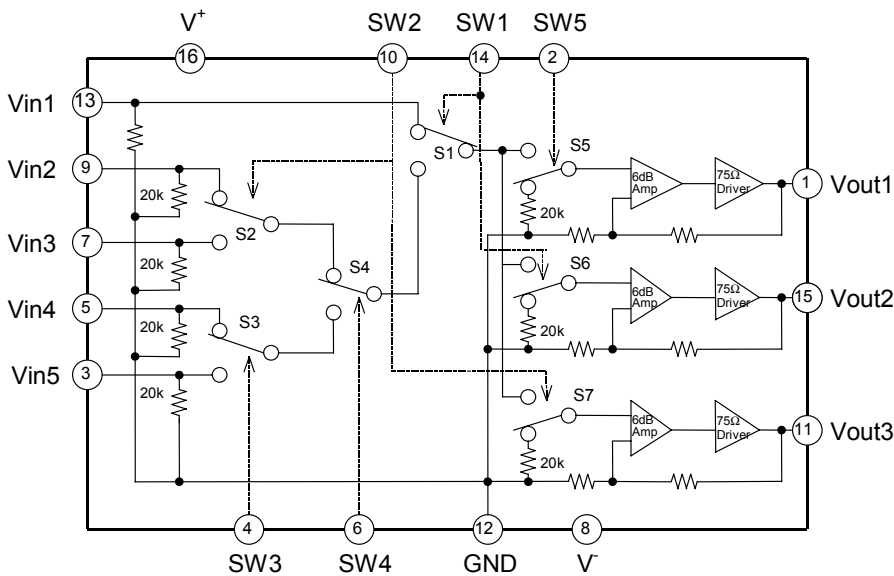 V+ SW2 SW1 SW5
16 10 14 2
Vin1 13
S1 S5
Vin2 9
20k S2
6dB Amp
75Ω Driver
1 Vout1
20k
Vin3 7
20k
S4
S6
Vin4 5
20k S3
6dB Amp
75Ω Driver
15 Vout2
20k
Vin5 3
20k
S7
6dB Amp
75Ω Driver
11 Vout3
20k
4 6 12 8
SW3 SW4 GND V-